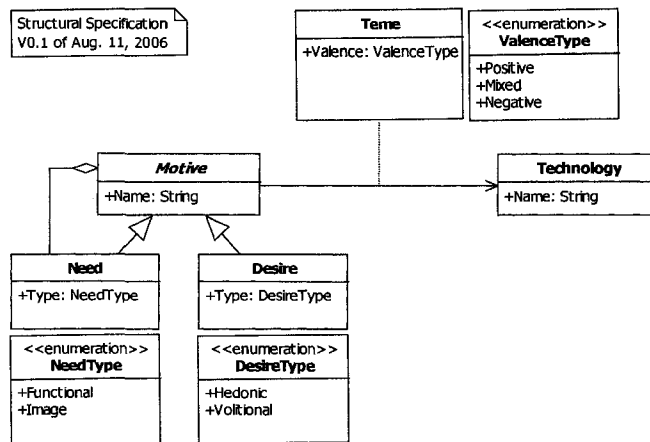 Structural Specification
V0.1 of Aug. 11, 2006
Teme
+Valence: ValenceType
<<enumeration>>
ValenceType
+Positive
+Mixed
+Negative
Motive
+Name: String
Technology
+Name: String
Need
+Type: NeedType
Desire
+Type: DesireType
<<enumeration>>
NeedType
+Functional
+Image
<<enumeration>>
DesireType
+Hedonic
+Volitional